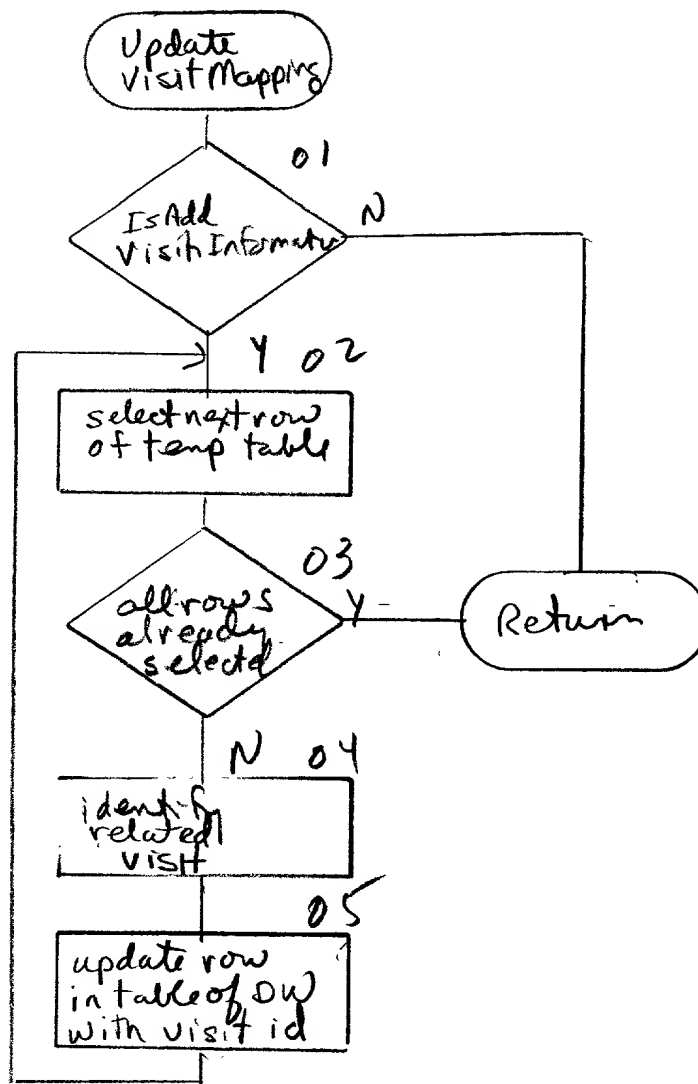 Update
Visit Mapping
01
Is Add
Visit Informatn
N
Y 02
select next row
of temp table
03
all rows
already
selectd
Y
Return
N 04
identify
related
visit
05
update row
in table of DW
with visit id